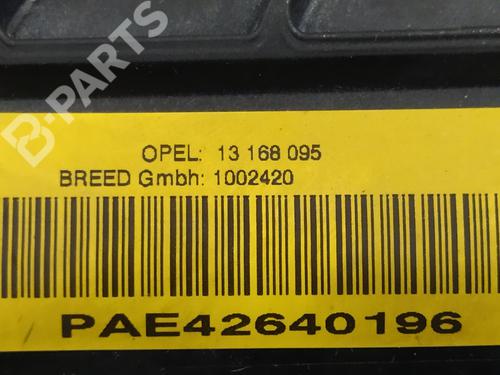 B-PARTS
OPEL: 13 168 095
BREED Gmbh: 1002420
PAE42640196